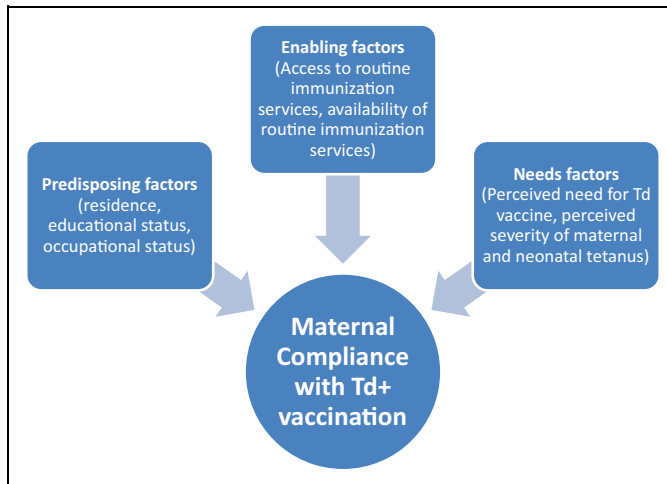 Enabling factors
(Access to routine
immunization
services, availability of
routine immunization
services)
Predisposing factors
(residence,
educational status,
occupational status)
Needs factors
(Perceived need for Td
vaccine, perceived
severity of maternal
and neonatal tetanus)
Maternal
Compliance
with Td+
vaccination